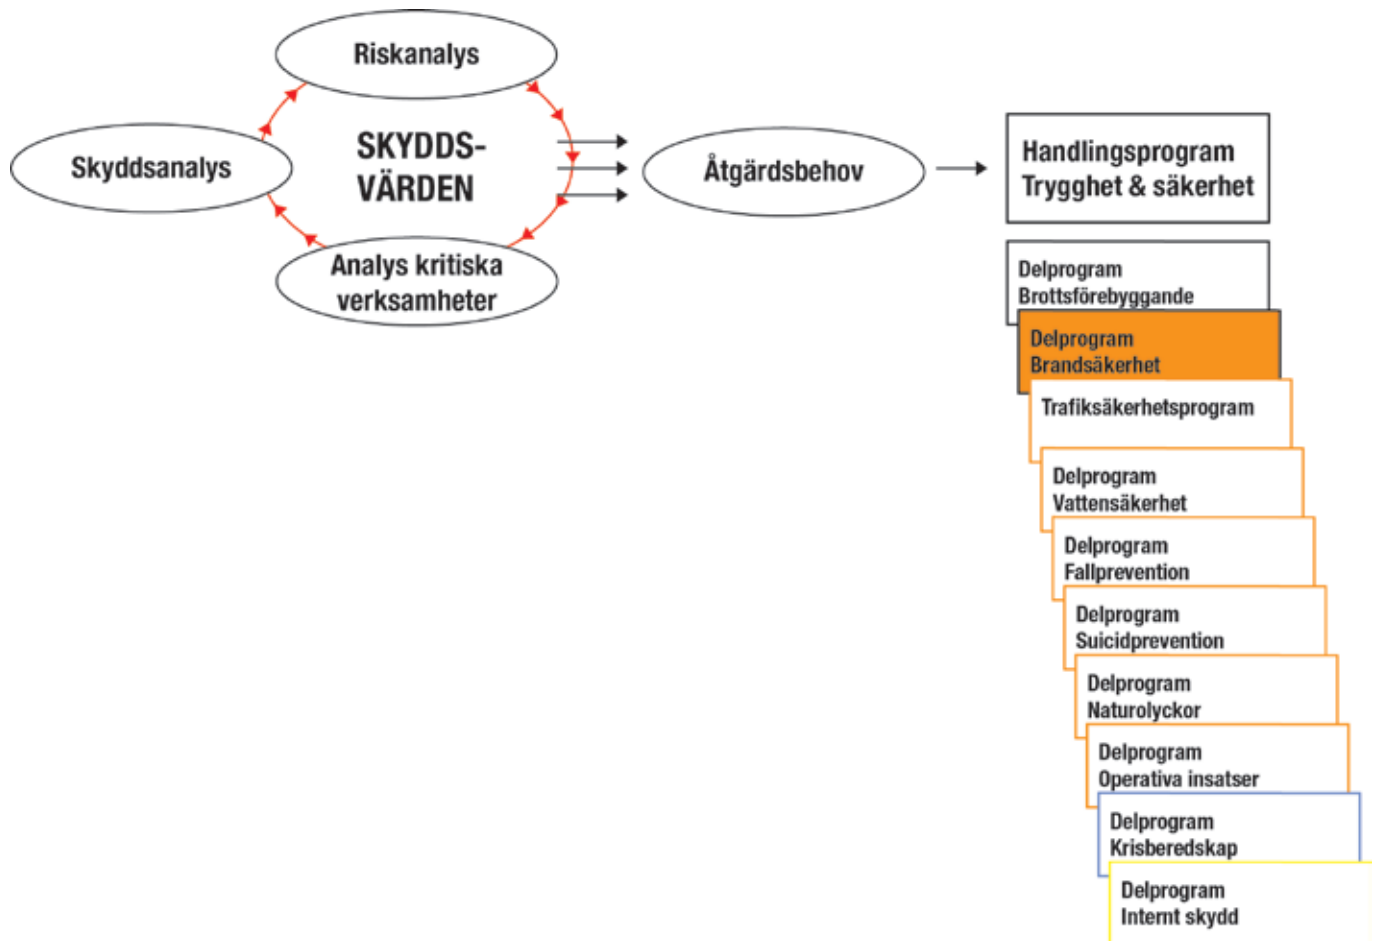 Riskanalys
Skyddsanalys
SKYDDS-
VÄRDEN
Analys kritiska
verksamheter
Åtgärdsbehov
Handlingsprogram
Trygghet & säkerhet
Delprogram
Brottsförebyggande
Delprogram
Brandsäkerhet
Trafiksäkerhetsprogram
Delprogram
Vattensäkerhet
Delprogram
Fallprevention
Delprogram
Suicidprevention
Delprogram
Naturolyckor
Delprogram
Operativa insatser
Delprogram
Krisberedskap
Delprogram
Internt skydd